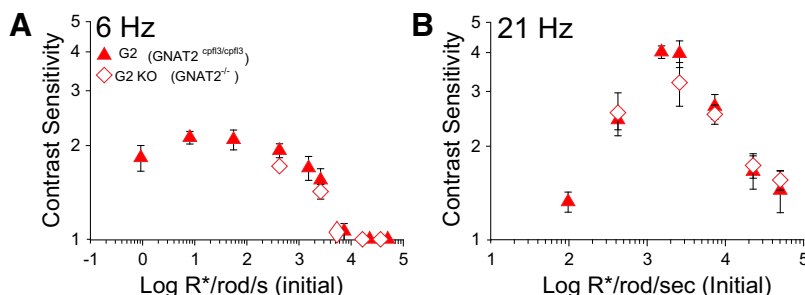 A
6 Hz
G2 (GNAT2 cpfl3/cpfl3)
G2 KO (GNAT2-/-)
Contrast Sensitivity
5
4
3
2
1
-1 0 1 2 3 4 5
Log R*/rod/s (initial)
B
21 Hz
Contrast Sensitivity
5
4
3
2
1
1 2 3 4 5
Log R*/rod/sec (Initial)